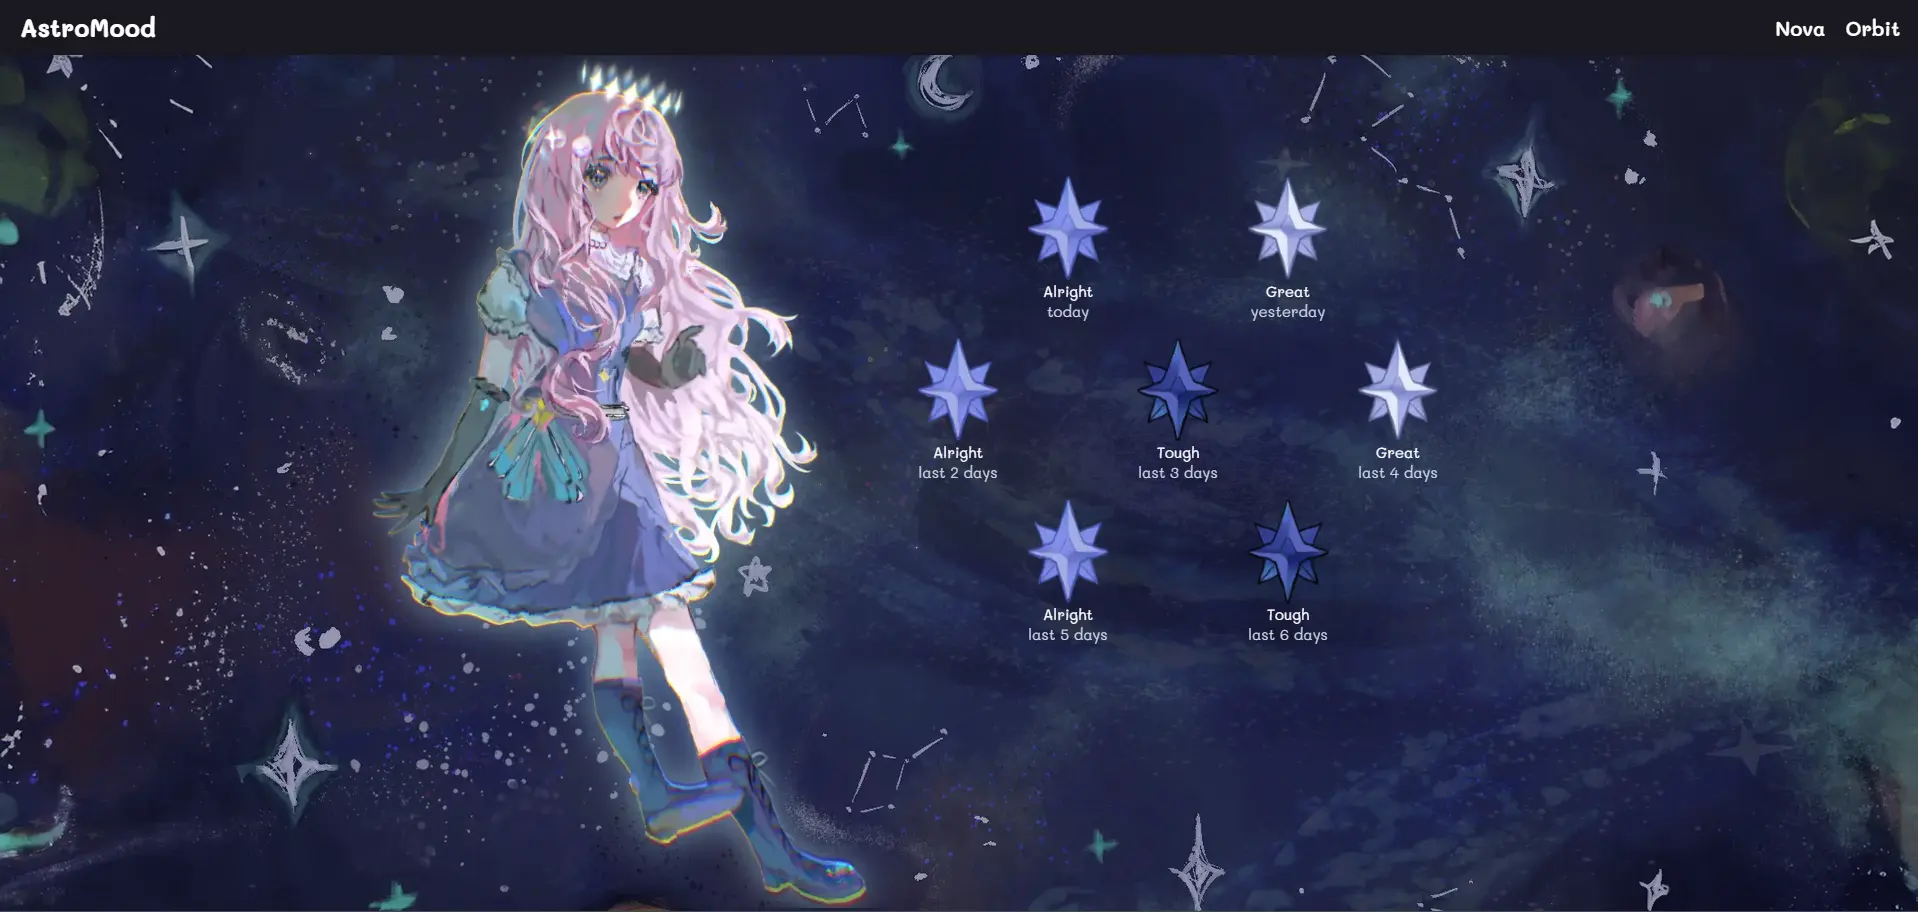 AstroMood
Nova Orbit
Alright
today
Great
yesterday
Alright
last 2 days
Tough
last 3 days
Great
last 4 days
Alright
last 5 days
Tough
last 6 days